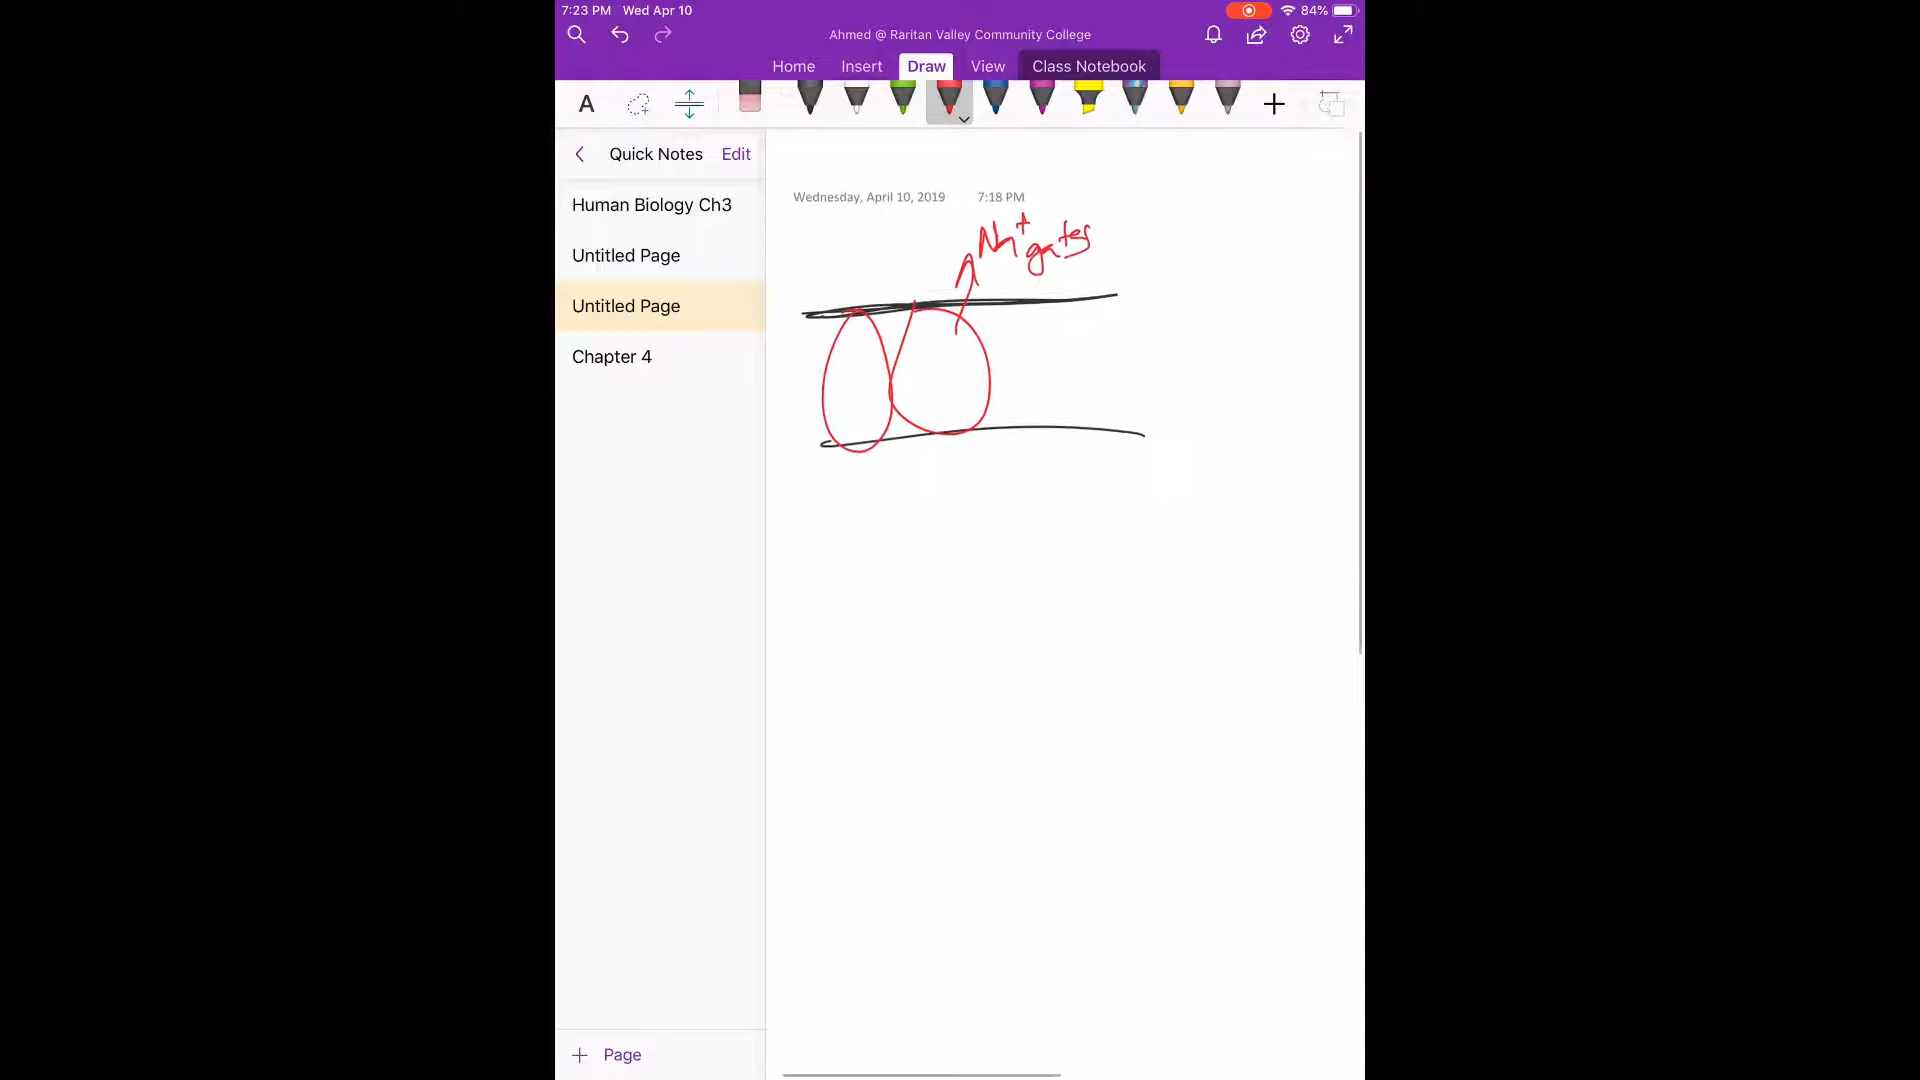 7:23 PM Wed Apr 10
84%
Ahmed @ Raritan Valley Community College
Home Insert Draw View Class Notebook
A
Quick Notes Edit
Human Biology Ch3
Untitled Page
Untitled Page
Chapter 4
Wednesday, April 10, 2019 7:18 PM
Na+ gates
Page